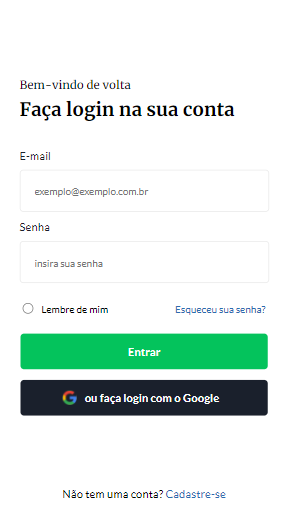 Bem-vindo de volta
Faça login na sua conta
E-mail
exemplo@exemplo.com.br
Senha
insira sua senha
Lembre de mim Esqueceu sua senha?
Entrar
ou faça login com o Google
Não tem uma conta? Cadastre-se